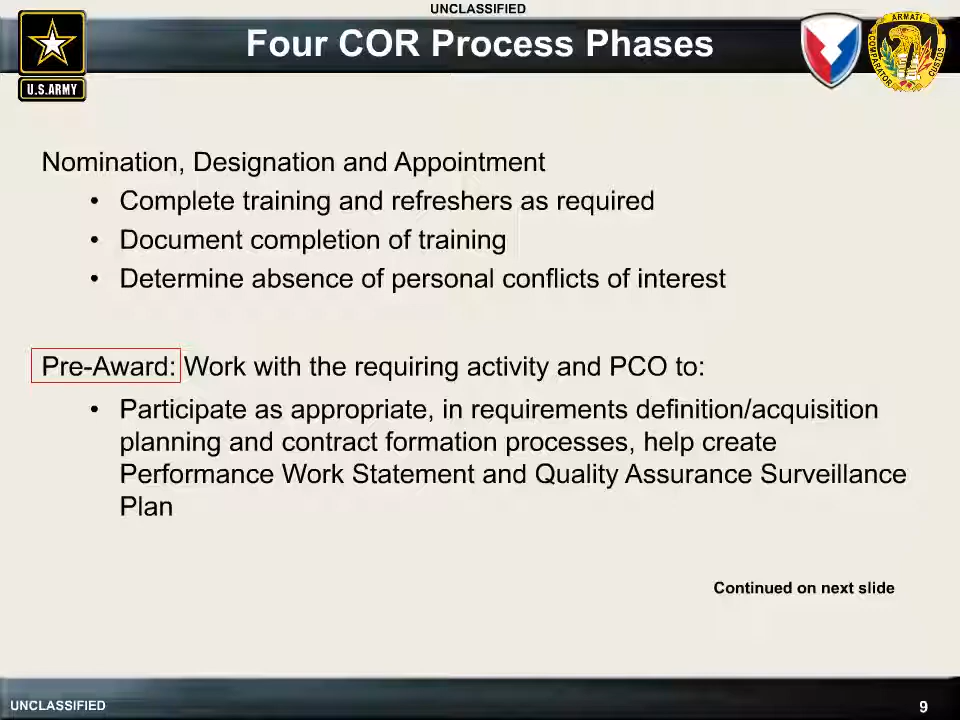 UNCLASSIFIED
Four COR Process Phases
U.S.ARMY
ARMATI
COMPARATOR
CUSTOS
Nomination, Designation and Appointment
• Complete training and refreshers as required
• Document completion of training
• Determine absence of personal conflicts of interest
Pre-Award: Work with the requiring activity and PCO to:
• Participate as appropriate, in requirements definition/acquisition
planning and contract formation processes, help create
Performance Work Statement and Quality Assurance Surveillance
Plan
Continued on next slide
UNCLASSIFIED
9